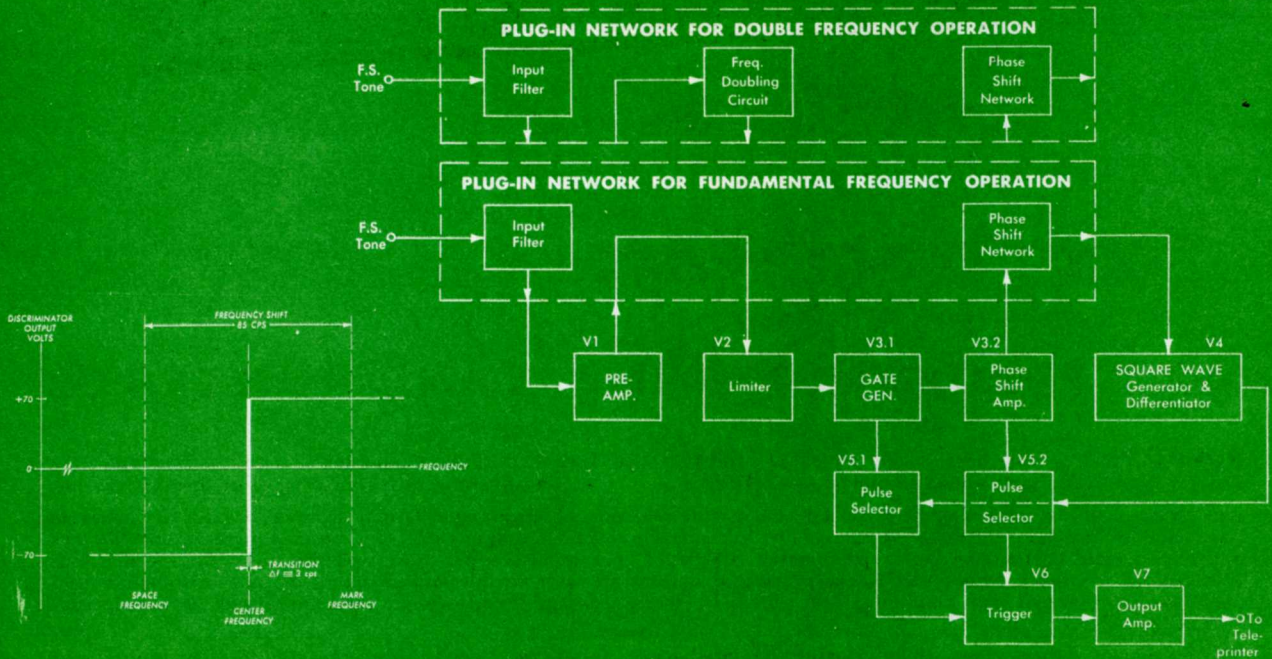 PLUG-IN NETWORK FOR DOUBLE FREQUENCY OPERATION
F.S.
Tone
Input
Filter
Freq.
Doubling
Circuit
Phase
Shift
Network
PLUG-IN NETWORK FOR FUNDAMENTAL FREQUENCY OPERATION
F.S.
Tone
Input
Filter
Phase
Shift
Network
V1
PRE-
AMP.
V2
Limiter
V3.1
GATE
GEN.
V3.2
Phase
Shift
Amp.
V4
SQUARE WAVE
Generator &
Differentiator
V5.1
Pulse
Selector
V5.2
Pulse
Selector
V6
Trigger
V7
Output
Amp.
To
Tele-
printer
DISCRIMINATOR
OUTPUT
VOLTS
FREQUENCY SHIFT
85 CPS
+70
0
FREQUENCY
-70
TRANSITION
ΔF ≅ 3 cps
SPACE
FREQUENCY
CENTER
FREQUENCY
MARK
FREQUENCY